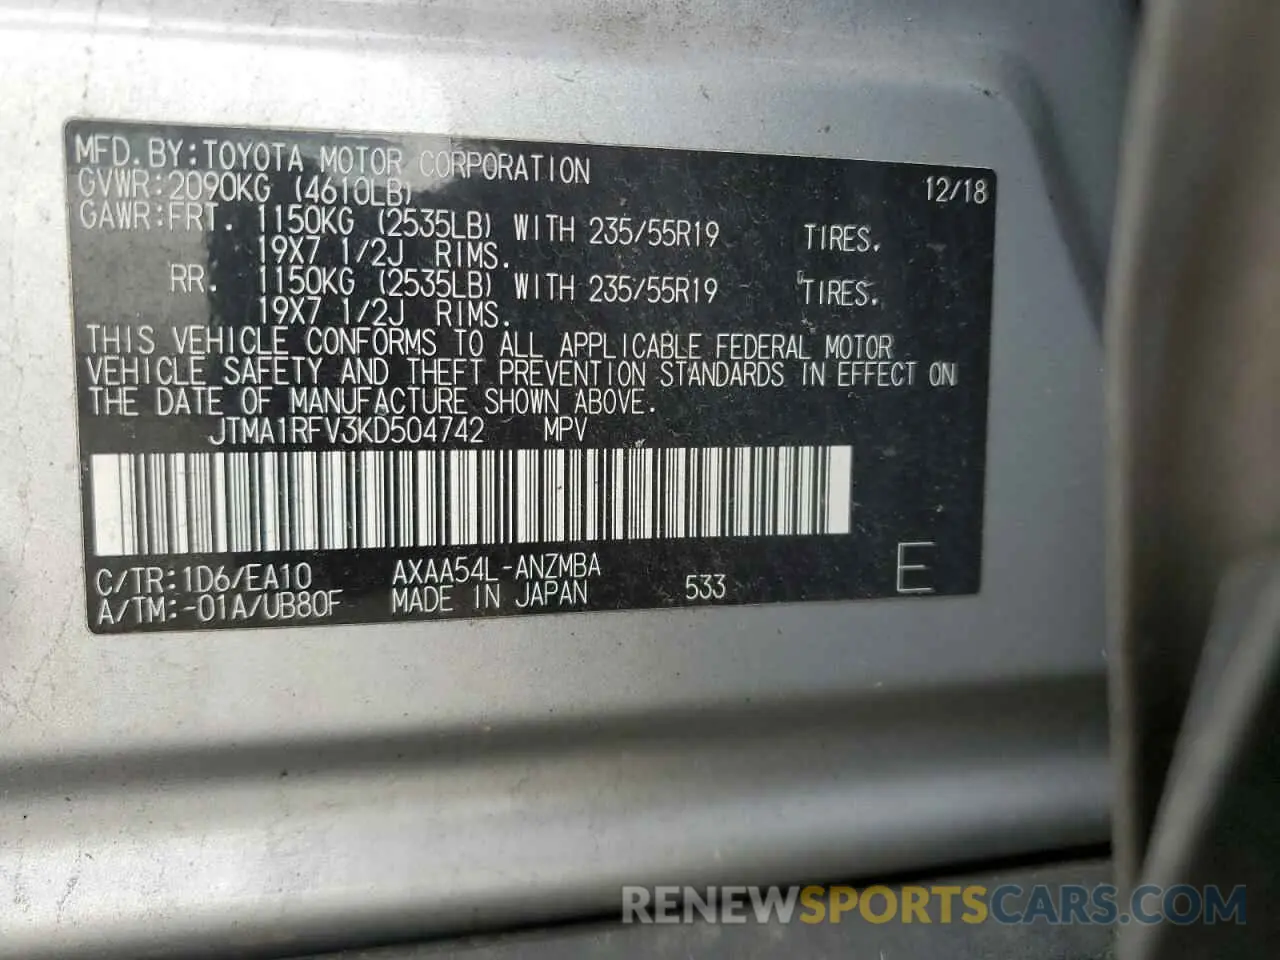 MFD.BY:TOYOTA MOTOR CORPORATION 12/18
GVWR:2090KG (4610LB)
GAWR:FRT. 1150KG (2535LB) WITH 235/55R19 TIRES.
19X7 1/2J RIMS.
RR. 1150KG (2535LB) WITH 235/55R19 TIRES.
19X7 1/2J RIMS.
THIS VEHICLE CONFORMS TO ALL APPLICABLE FEDERAL MOTOR
VEHICLE SAFETY AND THEFT PREVENTION STANDARDS IN EFFECT ON
THE DATE OF MANUFACTURE SHOWN ABOVE.
JTMA1RFV3KD504742 MPV
C/TR:1D6/EA10 AXAA54L-ANZMBA
A/TM:-01A/UB80F MADE IN JAPAN 533 E
RENEWSPORTSCARS.COM